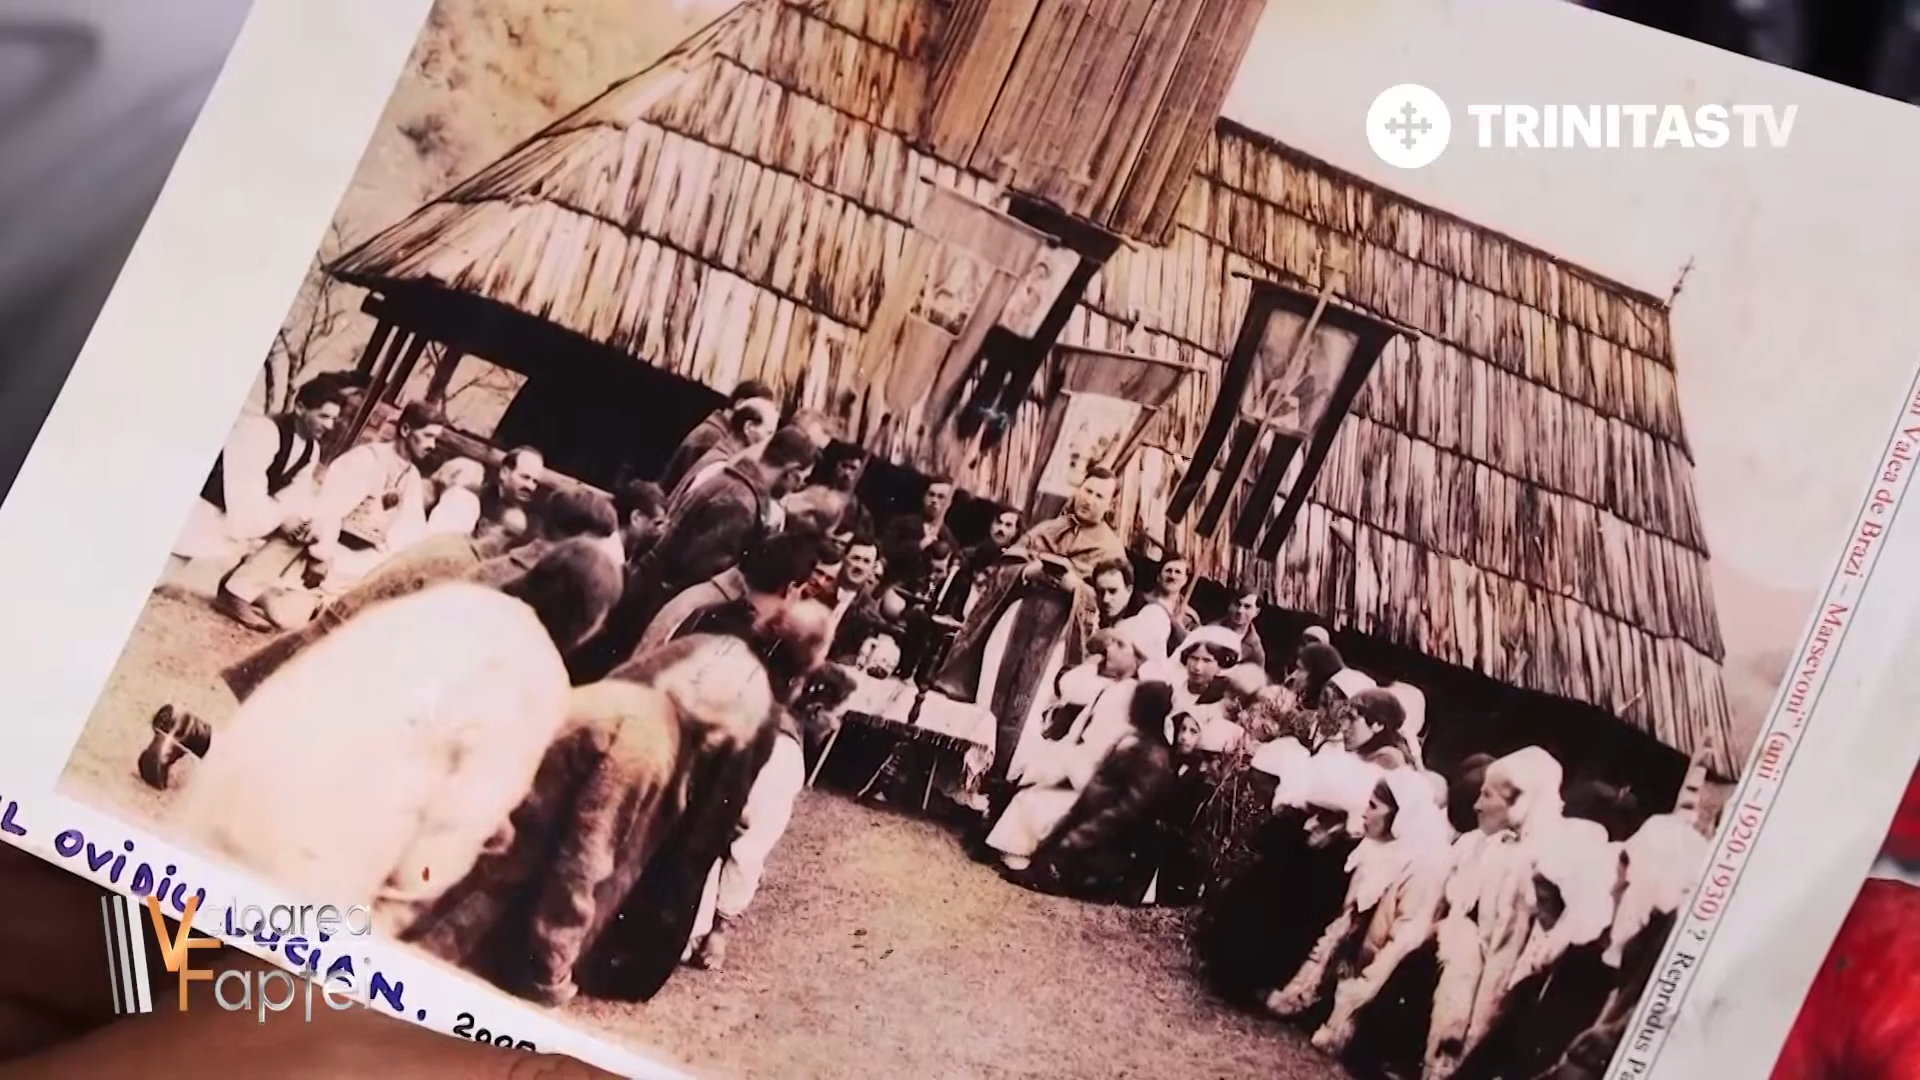 TRINITAS TV
Valea de Brazi – Marsevoni" (anii ~1920-1930) ? Reprodus
OVIDIU LUCIAN.
Valoarea
Faptei